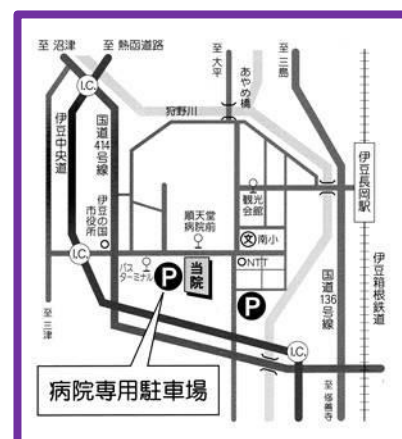 至 沼津
至 熱函道路
至 大平
あやめ橋
至 三島
I.C.
狩野川
伊豆中央道
国道414号線
伊豆の国
市役所
順天堂
病院前
観光
会館
伊豆長岡駅
文 南小
I.C.
バス
ターミナル
P
当院
NTT
P
国道136号線
伊豆箱根鉄道
至 三津
I.C.
病院専用駐車場
至 修善寺